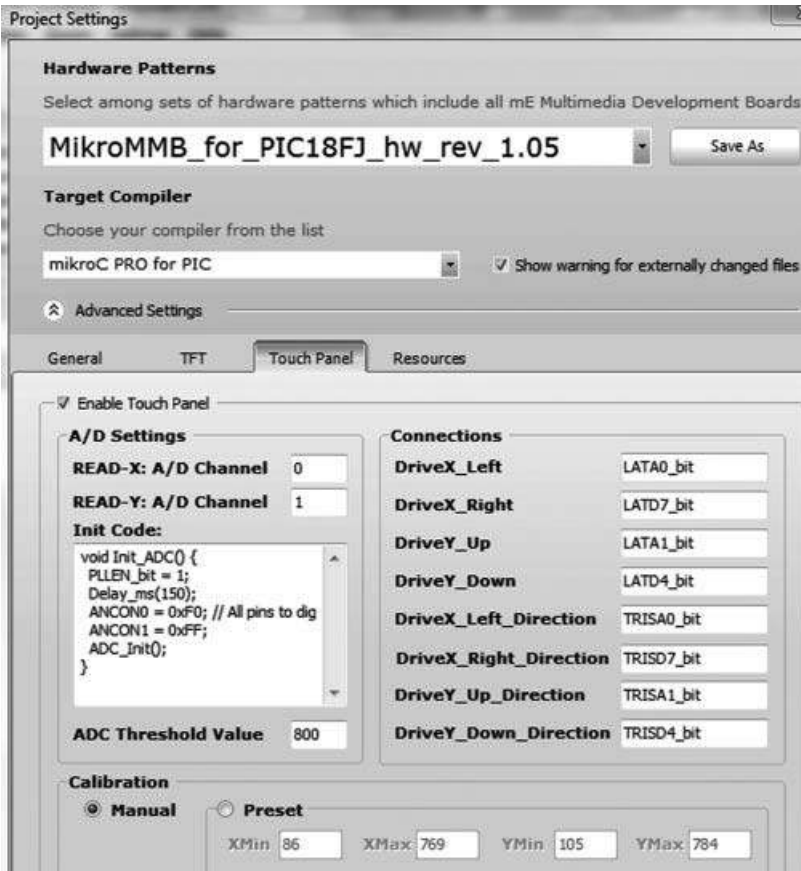 Project Settings
Hardware Patterns
Select among sets of hardware patterns which include all mE Multimedia Development Boards
MikroMMB_for_PIC18FJ_hw_rev_1.05
Save As
Target Compiler
Choose your compiler from the list
mikroC PRO for PIC
Show warning for externally changed files
Advanced Settings
General TFT Touch Panel Resources
Enable Touch Panel
A/D Settings
READ-X: A/D Channel 0
READ-Y: A/D Channel 1
Init Code:
void Init_ADC() {
PLLEN_bit = 1;
Delay_ms(150);
ANCON0 = 0xF0; // All pins to dig
ANCON1 = 0xFF;
ADC_Init();
}
ADC Threshold Value 800
Connections
DriveX_Left LATA0_bit
DriveX_Right LATD7_bit
DriveY_Up LATA1_bit
DriveY_Down LATD4_bit
DriveX_Left_Direction TRISA0_bit
DriveX_Right_Direction TRISD7_bit
DriveY_Up_Direction TRISA1_bit
DriveY_Down_Direction TRISD4_bit
Calibration
Manual Preset
XMin 86 XMax 769 YMin 105 YMax 784